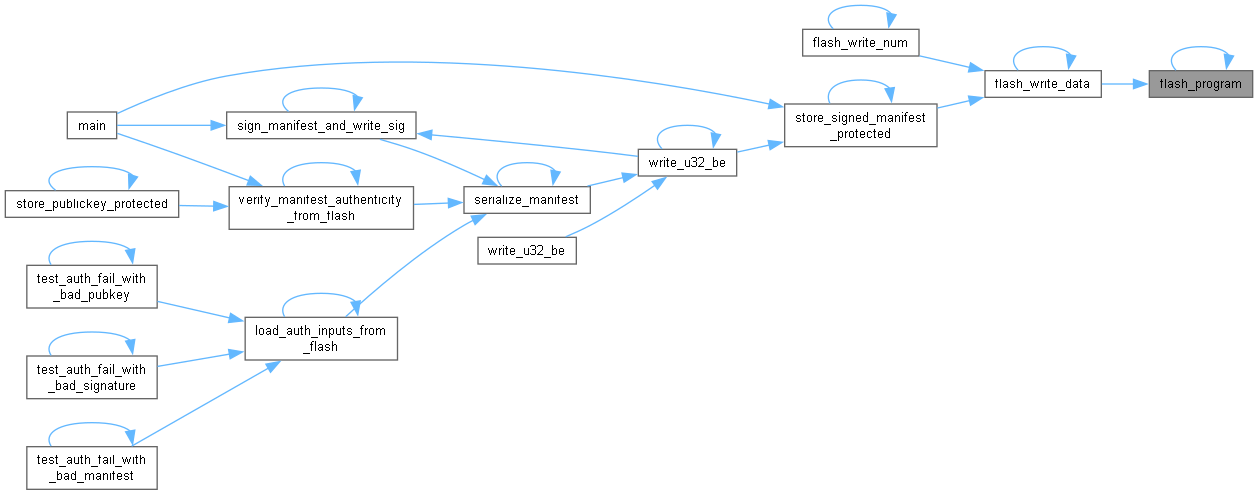 flash_write_num
flash_write_data
flash_program
store_signed_manifest
_protected
main
sign_manifest_and_write_sig
write_u32_be
store_publickey_protected
verify_manifest_authenticity
_from_flash
serialize_manifest
write_u32_be
test_auth_fail_with
_bad_pubkey
load_auth_inputs_from
_flash
test_auth_fail_with
_bad_signature
test_auth_fail_with
_bad_manifest